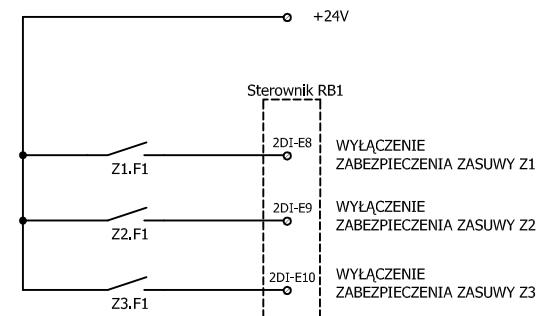 +24V
Sterownik RB1
2DI-E8
WYŁĄCZENIE
ZABEZPIECZENIA ZASUWY Z1
Z1.F1
2DI-E9
WYŁĄCZENIE
ZABEZPIECZENIA ZASUWY Z2
Z2.F1
2DI-E10
WYŁĄCZENIE
ZABEZPIECZENIA ZASUWY Z3
Z3.F1